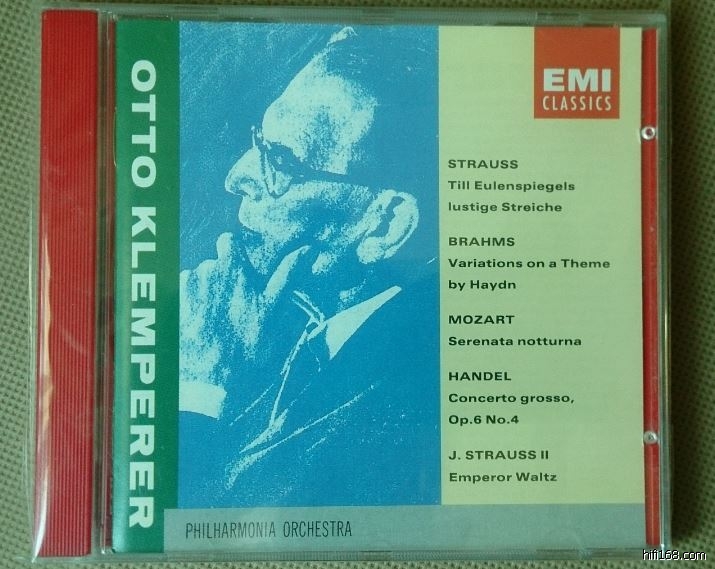 OTTO KLEMPERER
EMI
CLASSICS
STRAUSS
Till Eulenspiegels
lustige Streiche
BRAHMS
Variations on a Theme
by Haydn
MOZART
Serenata notturna
HANDEL
Concerto grosso,
Op.6 No.4
J. STRAUSS II
Emperor Waltz
PHILHARMONIA ORCHESTRA
hifi168.com